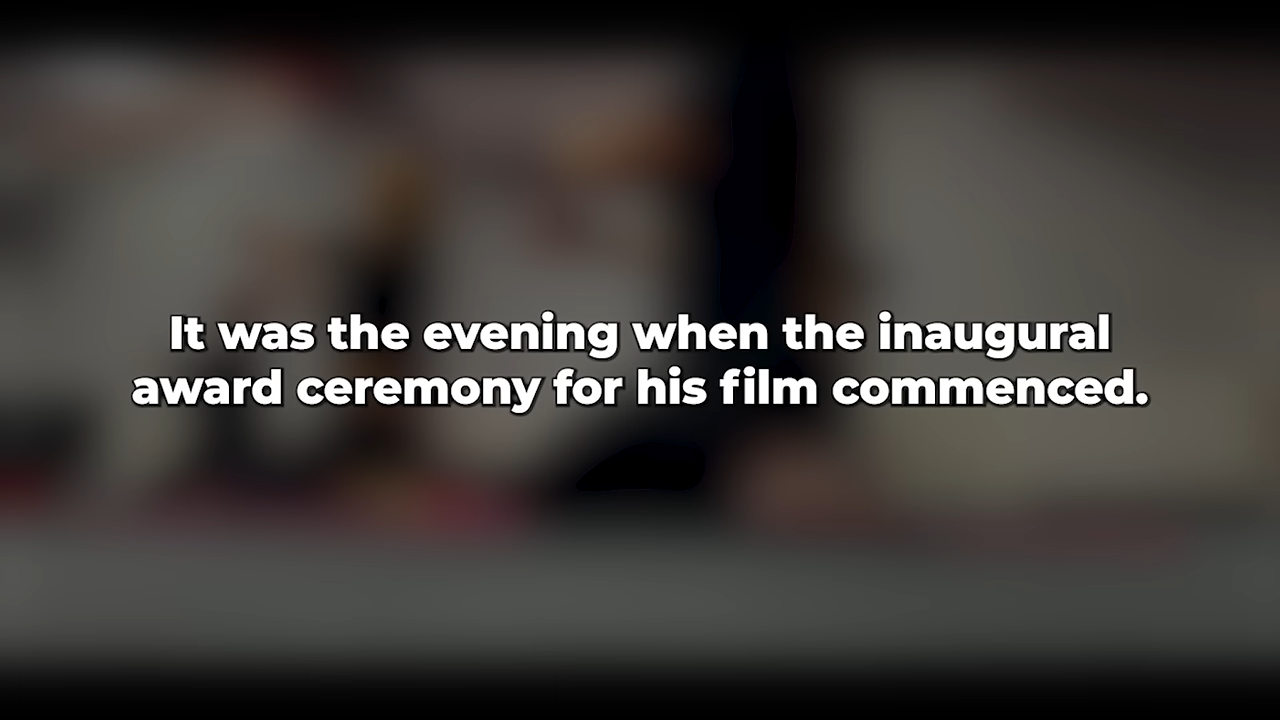 It was the evening when the inaugural
award ceremony for his film commenced.